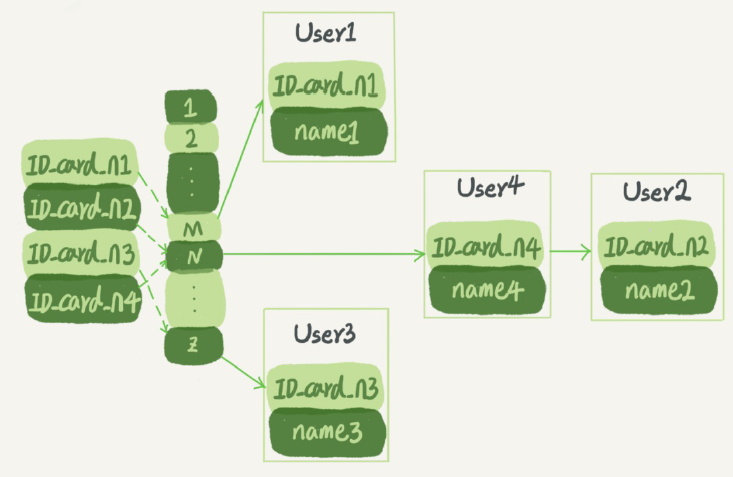 User1
ID_card_n1
name1
1
2
M
N
Z
ID_card_n1
ID_card_n2
ID_card_n3
ID_card_n4
User4
ID_card_n4
name4
User2
ID_card_n2
name2
User3
ID_card_n3
name3